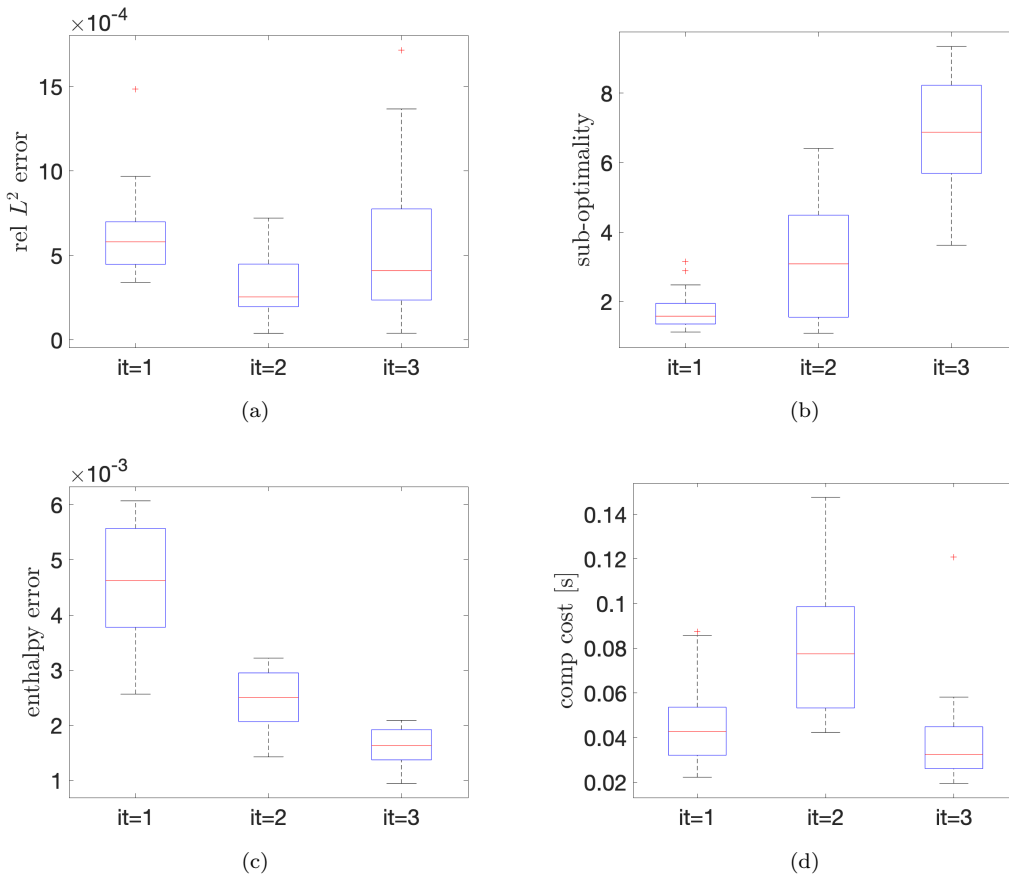 ×10⁻⁴
rel L² error
15
10
5
0
it=1 it=2 it=3
(a)
sub-optimality
8
6
4
2
it=1 it=2 it=3
(b)
×10⁻³
enthalpy error
6
5
4
3
2
1
it=1 it=2 it=3
(c)
comp cost [s]
0.14
0.12
0.1
0.08
0.06
0.04
0.02
it=1 it=2 it=3
(d)